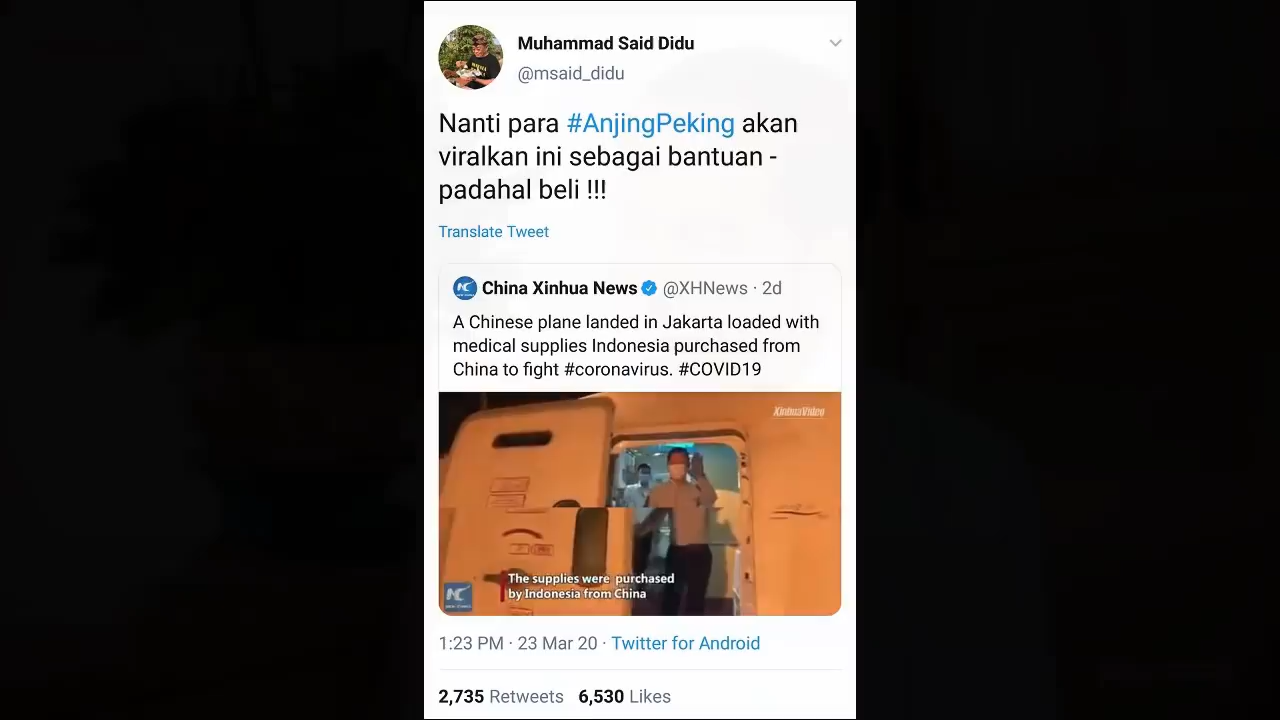 Muhammad Said Didu
@msaid_didu
Nanti para #AnjingPeking akan
viralkan ini sebagai bantuan -
padahal beli !!!
Translate Tweet
China Xinhua News @XHNews · 2d
A Chinese plane landed in Jakarta loaded with
medical supplies Indonesia purchased from
China to fight #coronavirus. #COVID19
XinhuaVideo
The supplies were purchased
by Indonesia from China
1:23 PM · 23 Mar 20 · Twitter for Android
2,735 Retweets 6,530 Likes